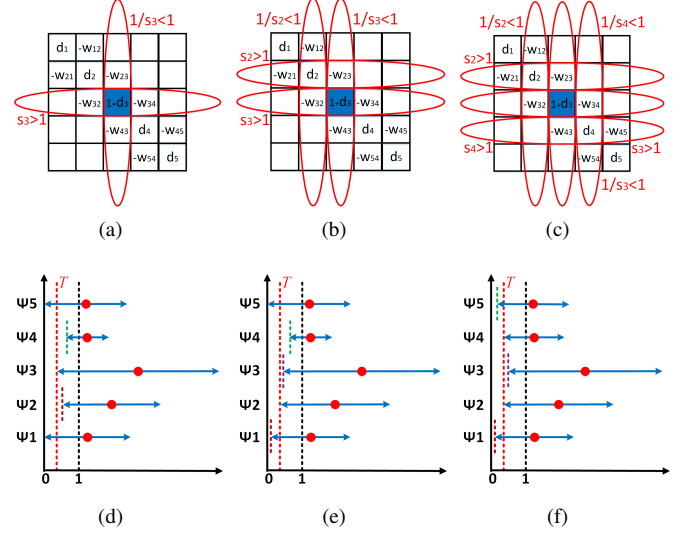 1/s3<1
d1 -w12
-w21 d2 -w23
-w32 1+d3 -w34
-w43 d4 -w45
-w54 d5
s3>1
(a)
1/s2<1 1/s3<1
s2>1
d1 -w12
-w21 d2 -w23
-w32 1+d3 -w34
-w43 d4 -w45
-w54 d5
s3>1
(b)
1/s2<1 1/s4<1
s2>1
d1 -w12
-w21 d2 -w23
-w32 1+d3 -w34
-w43 d4 -w45
-w54 d5
s4>1
s3>1
1/s3<1
(c)
T
Ψ5
Ψ4
Ψ3
Ψ2
Ψ1
0 1
(d)
T
Ψ5
Ψ4
Ψ3
Ψ2
Ψ1
0 1
(e)
T
Ψ5
Ψ4
Ψ3
Ψ2
Ψ1
0 1
(f)